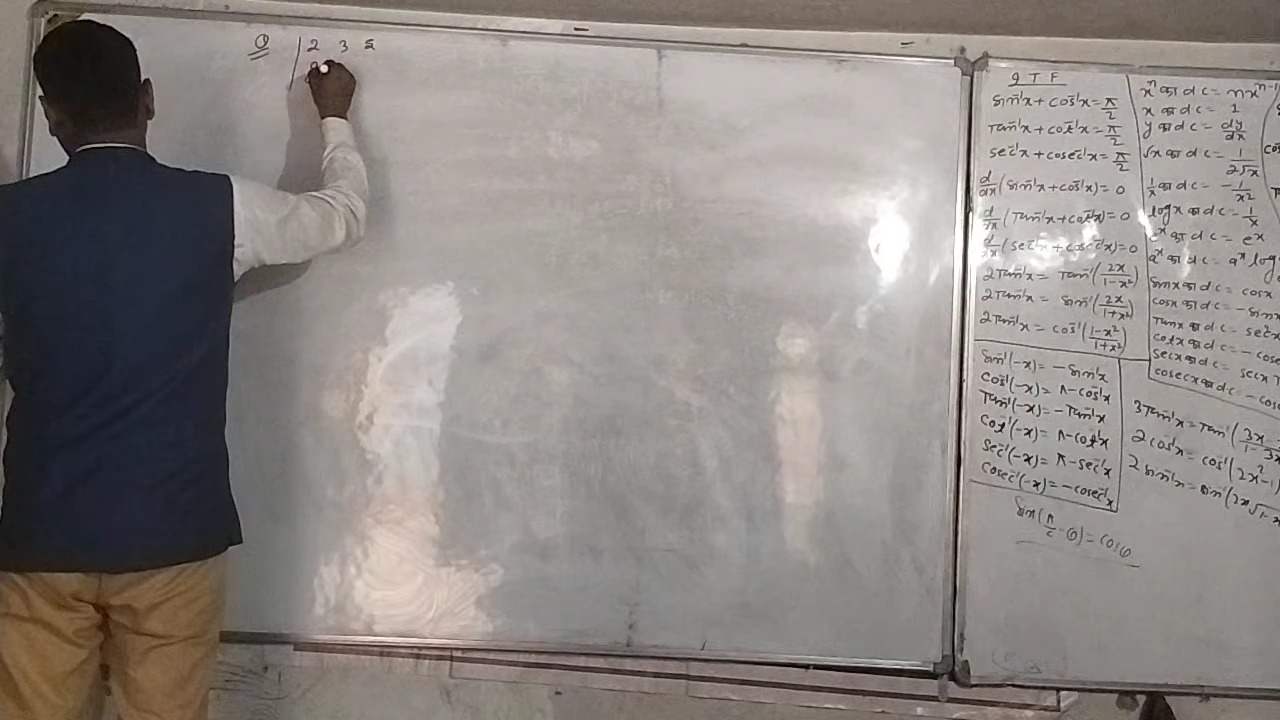 Q | 2 3 5
I T F
sin⁻¹x + cos⁻¹x = π/2
Tan⁻¹x + cot⁻¹x = π/2
sec⁻¹x + cosec⁻¹x = π/2
d/dx (sin⁻¹x + cos⁻¹x) = 0
d/dx (Tan⁻¹x + cot⁻¹x) = 0
d/dx (sec⁻¹x + cosec⁻¹x) = 0
2Tan⁻¹x = Tan⁻¹(2x/1-x²)
2Tan⁻¹x = sin⁻¹(2x/1+x²)
2Tan⁻¹x = cos⁻¹(1-x²/1+x²)
sin⁻¹(-x) = -sin⁻¹x
cos⁻¹(-x) = π-cos⁻¹x
Tan⁻¹(-x) = -Tan⁻¹x
cot⁻¹(-x) = π-cot⁻¹x
sec⁻¹(-x) = π-sec⁻¹x
cosec⁻¹(-x) = -cosec⁻¹x
sin(π/2-θ) = cosθ
xⁿ का d c = nxⁿ⁻¹
x का d c = 1
y का d c = dy/dx
√x का d c = 1/2√x
1/x का d c = -1/x²
log x का d c = 1/x
eˣ का d c = eˣ
aˣ का d c = aˣ log
sinx का d c = cosx
cosx का d c = -sinx
Tanx का d c = sec²x
cotx का d c = -cose
secx का d c = secx T
cosecx का d c = -cose
3Tan⁻¹x = Tan⁻¹(3x-/1-3x
2cos⁻¹x = cos⁻¹(2x²-1)
2sin⁻¹x = sin⁻¹(2x√1-x